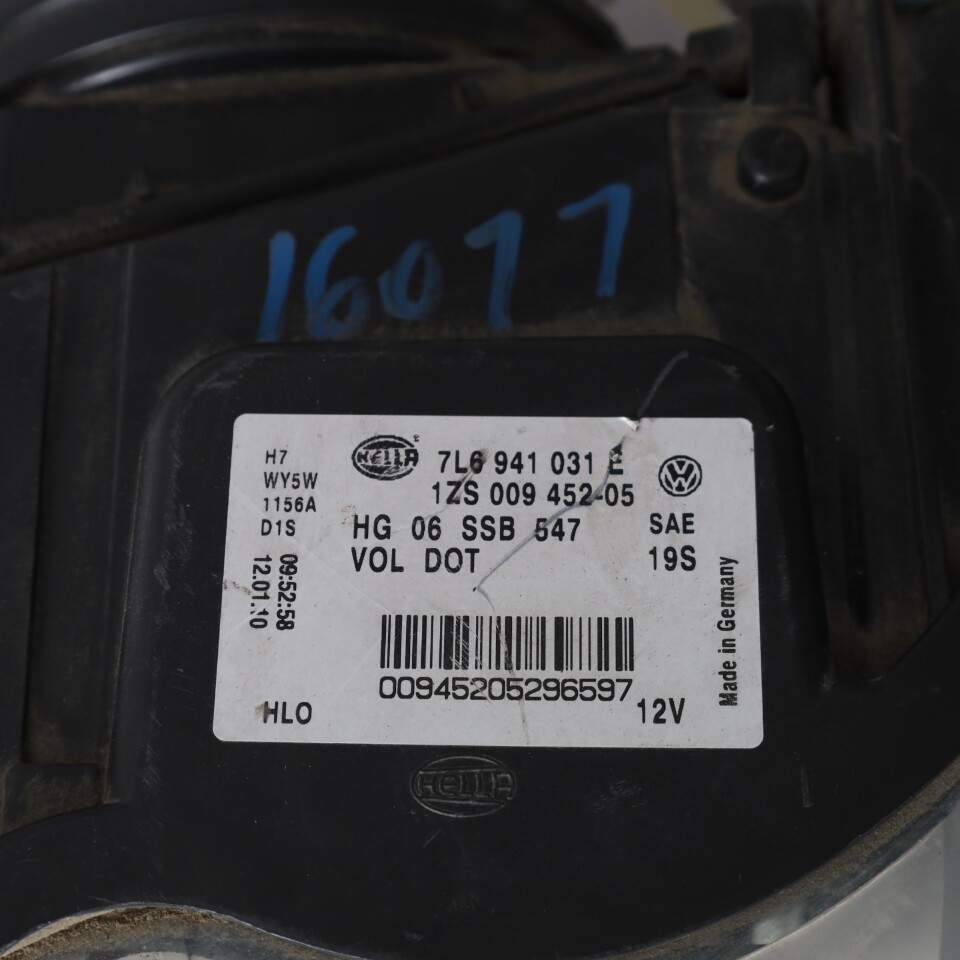 16077
H7
WY5W
1156A
D1S
09:52:58
12.01.10
HLO
HELLA
7L6 941 031 E
1ZS 009 452-05
HG 06 SSB 547
VOL DOT
SAE
19S
Made in Germany
00945205296597
12V
HELLA